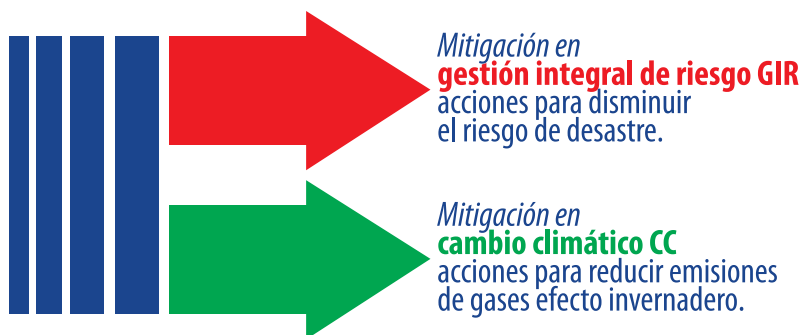 Mitigación en
gestión integral de riesgo GIR
acciones para disminuir
el riesgo de desastre.
Mitigación en
cambio climático CC
acciones para reducir emisiones
de gases efecto invernadero.